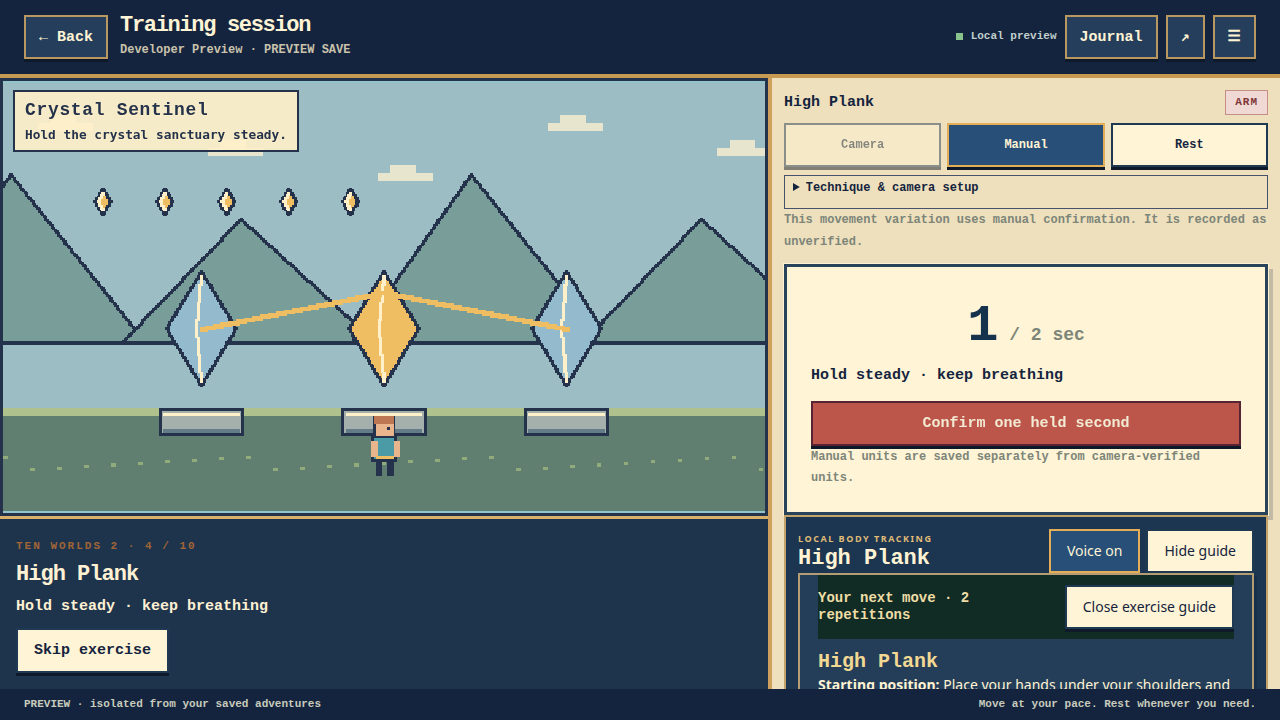 ← Back
Training session
Developer Preview · PREVIEW SAVE
Local preview
Journal
↗
☰
Crystal Sentinel
Hold the crystal sanctuary steady.
TEN WORLDS 2 · 4 / 10
High Plank
Hold steady · keep breathing
Skip exercise
High Plank
ARM
Camera
Manual
Rest
▶ Technique & camera setup
This movement variation uses manual confirmation. It is recorded as
unverified.
1 / 2 sec
Hold steady · keep breathing
Confirm one held second
Manual units are saved separately from camera-verified
units.
LOCAL BODY TRACKING
High Plank
Voice on
Hide guide
Your next move · 2
repetitions
Close exercise guide
High Plank
Starting position: Place your hands under your shoulders and
PREVIEW · isolated from your saved adventures
Move at your pace. Rest whenever you need.